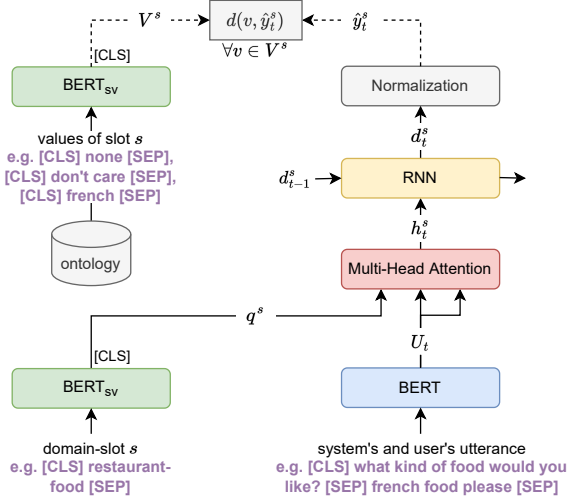 V^s
d(v, ŷ_t^s)
ŷ_t^s
∀v ∈ V^s
[CLS]
BERT_sv
Normalization
values of slot s
e.g. [CLS] none [SEP],
[CLS] don't care [SEP],
[CLS] french [SEP]
d_t^s
d_{t-1}^s
RNN
h_t^s
ontology
Multi-Head Attention
q^s
U_t
[CLS]
BERT_sv
BERT
domain-slot s
e.g. [CLS] restaurant-
food [SEP]
system's and user's utterance
e.g. [CLS] what kind of food would you
like? [SEP] french food please [SEP]